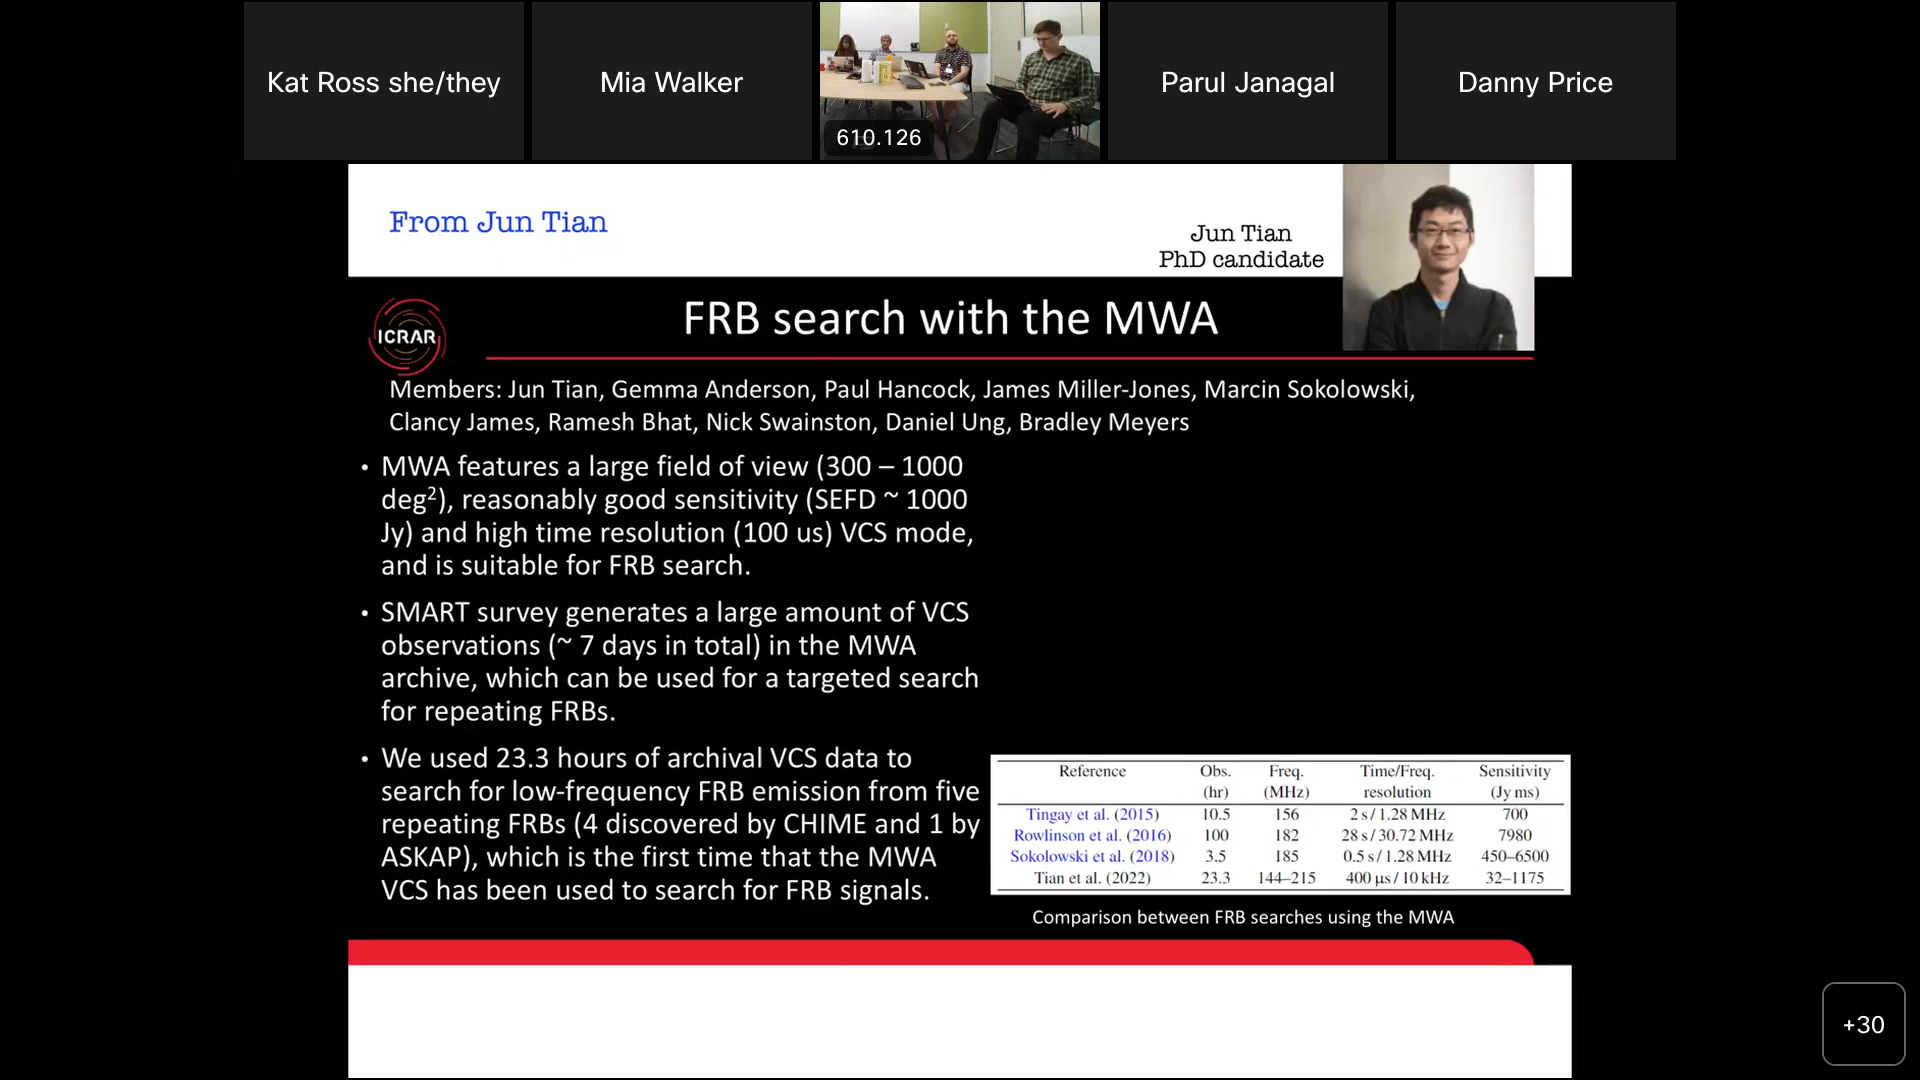 Kat Ross she/they
Mia Walker
610.126
Parul Janagal
Danny Price
From Jun Tian
Jun Tian
PhD candidate
ICRAR
FRB search with the MWA
Members: Jun Tian, Gemma Anderson, Paul Hancock, James Miller-Jones, Marcin Sokolowski,
Clancy James, Ramesh Bhat, Nick Swainston, Daniel Ung, Bradley Meyers
• MWA features a large field of view (300 – 1000
deg²), reasonably good sensitivity (SEFD ~ 1000
Jy) and high time resolution (100 us) VCS mode,
and is suitable for FRB search.
• SMART survey generates a large amount of VCS
observations (~ 7 days in total) in the MWA
archive, which can be used for a targeted search
for repeating FRBs.
• We used 23.3 hours of archival VCS data to
search for low-frequency FRB emission from five
repeating FRBs (4 discovered by CHIME and 1 by
ASKAP), which is the first time that the MWA
VCS has been used to search for FRB signals.
Reference Obs. Freq. Time/Freq. Sensitivity
(hr) (MHz) resolution (Jy ms)
Tingay et al. (2015) 10.5 156 2 s / 1.28 MHz 700
Rowlinson et al. (2016) 100 182 28 s / 30.72 MHz 7980
Sokolowski et al. (2018) 3.5 185 0.5 s / 1.28 MHz 450–6500
Tian et al. (2022) 23.3 144–215 400 µs / 10 kHz 32–1175
Comparison between FRB searches using the MWA
+30